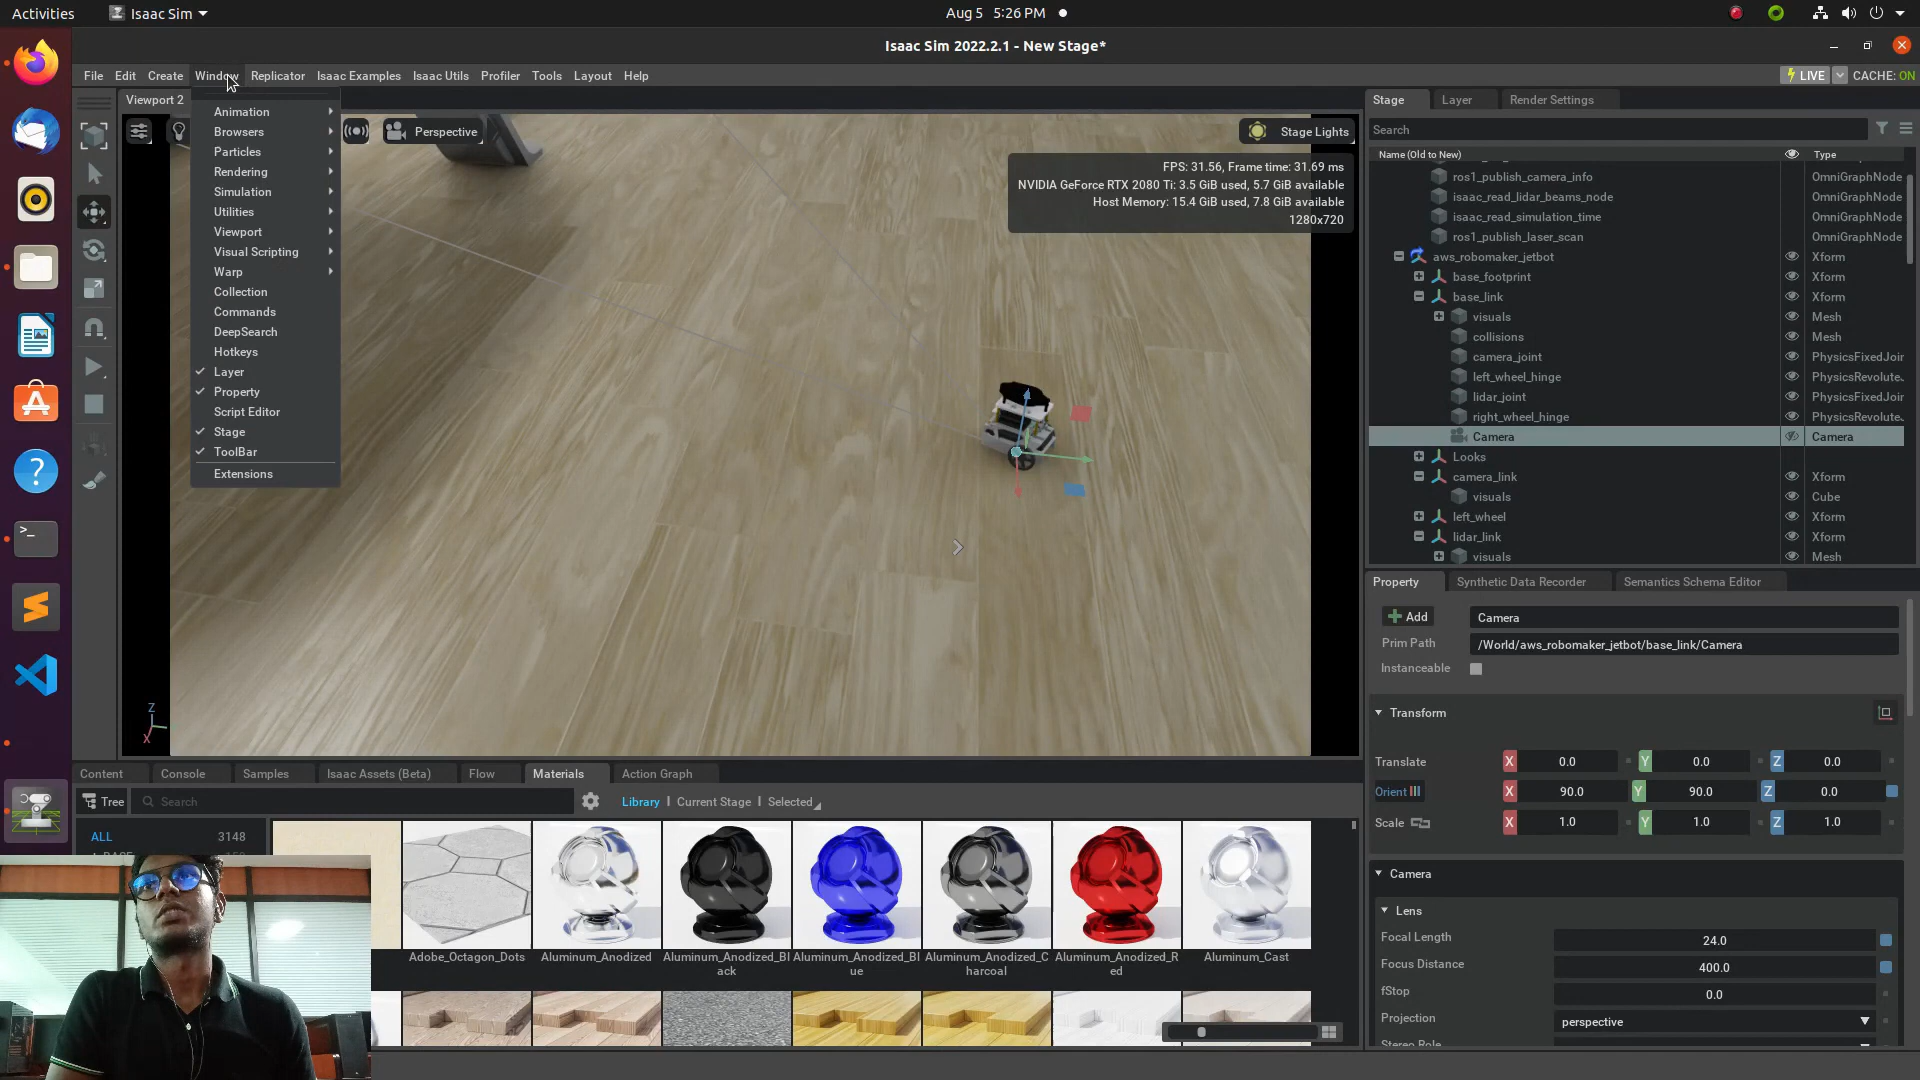 Activities
Isaac Sim
Aug 5 5:26 PM
Isaac Sim 2022.2.1 - New Stage*
File Edit Create Window Replicator Isaac Examples Isaac Utils Profiler Tools Layout Help
LIVE
CACHE: ON
Viewport 2
Animation
Browsers
Particles
Rendering
Simulation
Utilities
Viewport
Visual Scripting
Warp
Collection
Commands
DeepSearch
Hotkeys
Layer
Property
Script Editor
Stage
ToolBar
Extensions
Perspective
Stage Lights
FPS: 31.56, Frame time: 31.69 ms
NVIDIA GeForce RTX 2080 Ti: 3.5 GiB used, 5.7 GiB available
Host Memory: 15.4 GiB used, 7.8 GiB available
1280x720
Z
X
Stage Layer Render Settings
Search
Name (Old to New) Type
ros1_publish_camera_info OmniGraphNode
isaac_read_lidar_beams_node OmniGraphNode
isaac_read_simulation_time OmniGraphNode
ros1_publish_laser_scan OmniGraphNode
aws_robomaker_jetbot Xform
base_footprint Xform
base_link Xform
visuals Mesh
collisions Mesh
camera_joint PhysicsFixedJoir
left_wheel_hinge PhysicsRevolute.
lidar_joint PhysicsFixedJoir
right_wheel_hinge PhysicsRevolute.
Camera Camera
Looks
camera_link Xform
visuals Cube
left_wheel Xform
lidar_link Xform
visuals Mesh
Property Synthetic Data Recorder Semantics Schema Editor
Add Camera
Prim Path /World/aws_robomaker_jetbot/base_link/Camera
Instanceable
Transform
Translate X 0.0 Y 0.0 Z 0.0
Orient X 90.0 Y 90.0 Z 0.0
Scale X 1.0 Y 1.0 Z 1.0
Camera
Lens
Focal Length 24.0
Focus Distance 400.0
fStop 0.0
Projection perspective
Stereo Role
Content Console Samples Isaac Assets (Beta) Flow Materials Action Graph
Tree Search Library Current Stage Selected
ALL 3148
Adobe_Octagon_Dots
Aluminum_Anodized
Aluminum_Anodized_Bl
ack
Aluminum_Anodized_Bl
ue
Aluminum_Anodized_C
harcoal
Aluminum_Anodized_R
ed
Aluminum_Cast